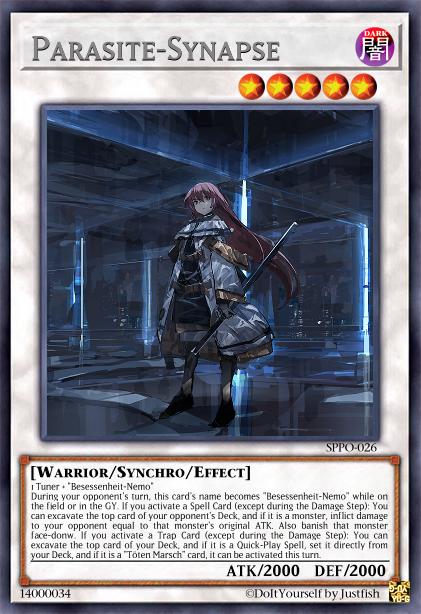 PARASITE-SYNAPSE
DARK
闇
SPPO-026
[WARRIOR/SYNCHRO/EFFECT]
1 Tuner + "Besessenheit-Nemo"
During your opponent's turn, this card's name becomes "Besessenheit-Nemo" while on
the field or in the GY. If you activate a Spell Card (except during the Damage Step): You
can excavate the top card of your opponent's Deck, and if it is a monster, inflict damage
to your opponent equal to that monster's original ATK. Also banish that monster
face-donw. If you activate a Trap Card (except during the Damage Step): You can
excavate the top card of your Deck, and if it is a Quick-Play Spell, set it directly from
your Deck, and if it is a "Töten Marsch" card, it can be activated this turn.
ATK/2000 DEF/2000
14000034 ©DoItYourself by Justfish